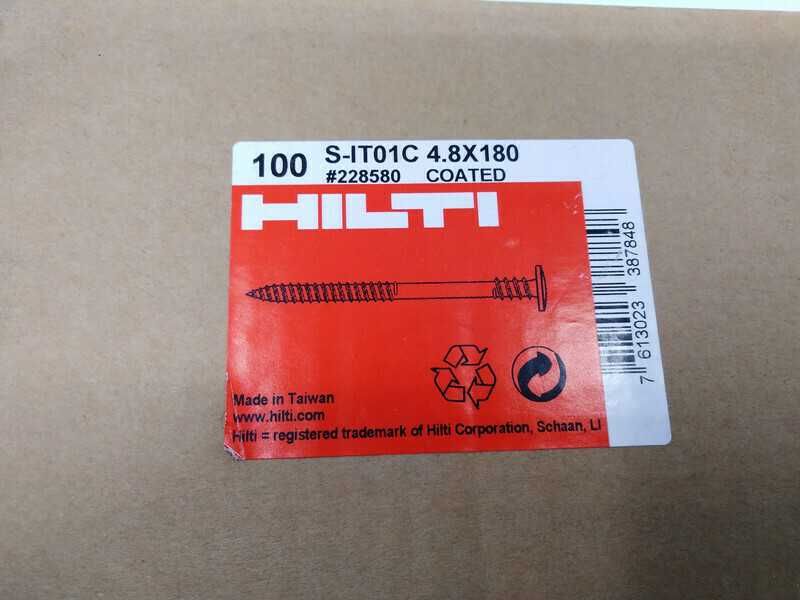 100 S-IT01C 4.8X180
#228580 COATED
HILTI
Made in Taiwan
www.hilti.com
Hilti = registered trademark of Hilti Corporation, Schaan, LI
7 613023 387848